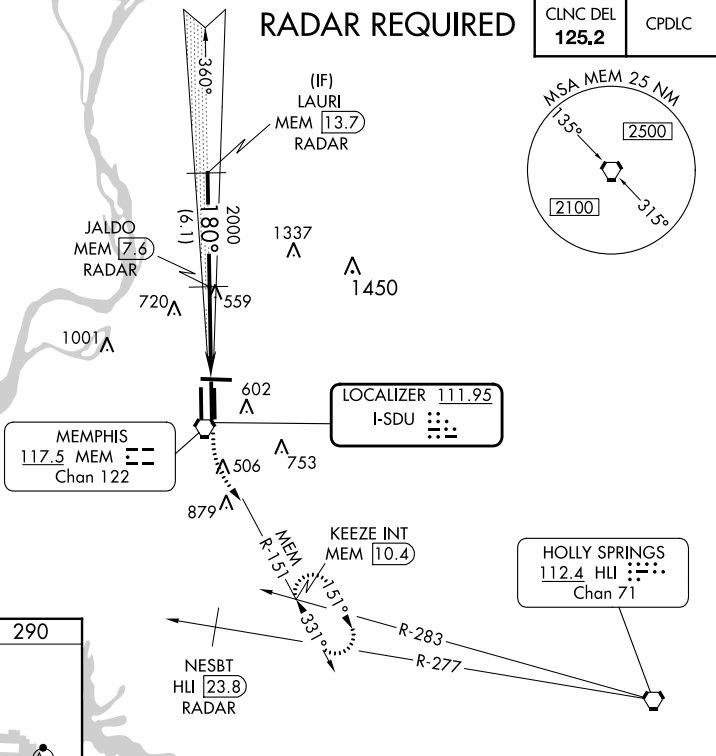 RADAR REQUIRED
CLNC DEL
125.2
CPDLC
MSA MEM 25 NM
135°
2500
2100
315°
360°
(IF)
LAURI
MEM 13.7
RADAR
2000
180°
(6.1)
JALDO
MEM 7.6
RADAR
1337
1450
720
559
1001
602
LOCALIZER 111.95
I-SDU
MEMPHIS
117.5 MEM
Chan 122
506
753
879
MEM
R-151
KEEZE INT
MEM 10.4
151°
331°
HOLLY SPRINGS
112.4 HLI
Chan 71
R-283
R-277
NESBT
HLI 23.8
RADAR
290